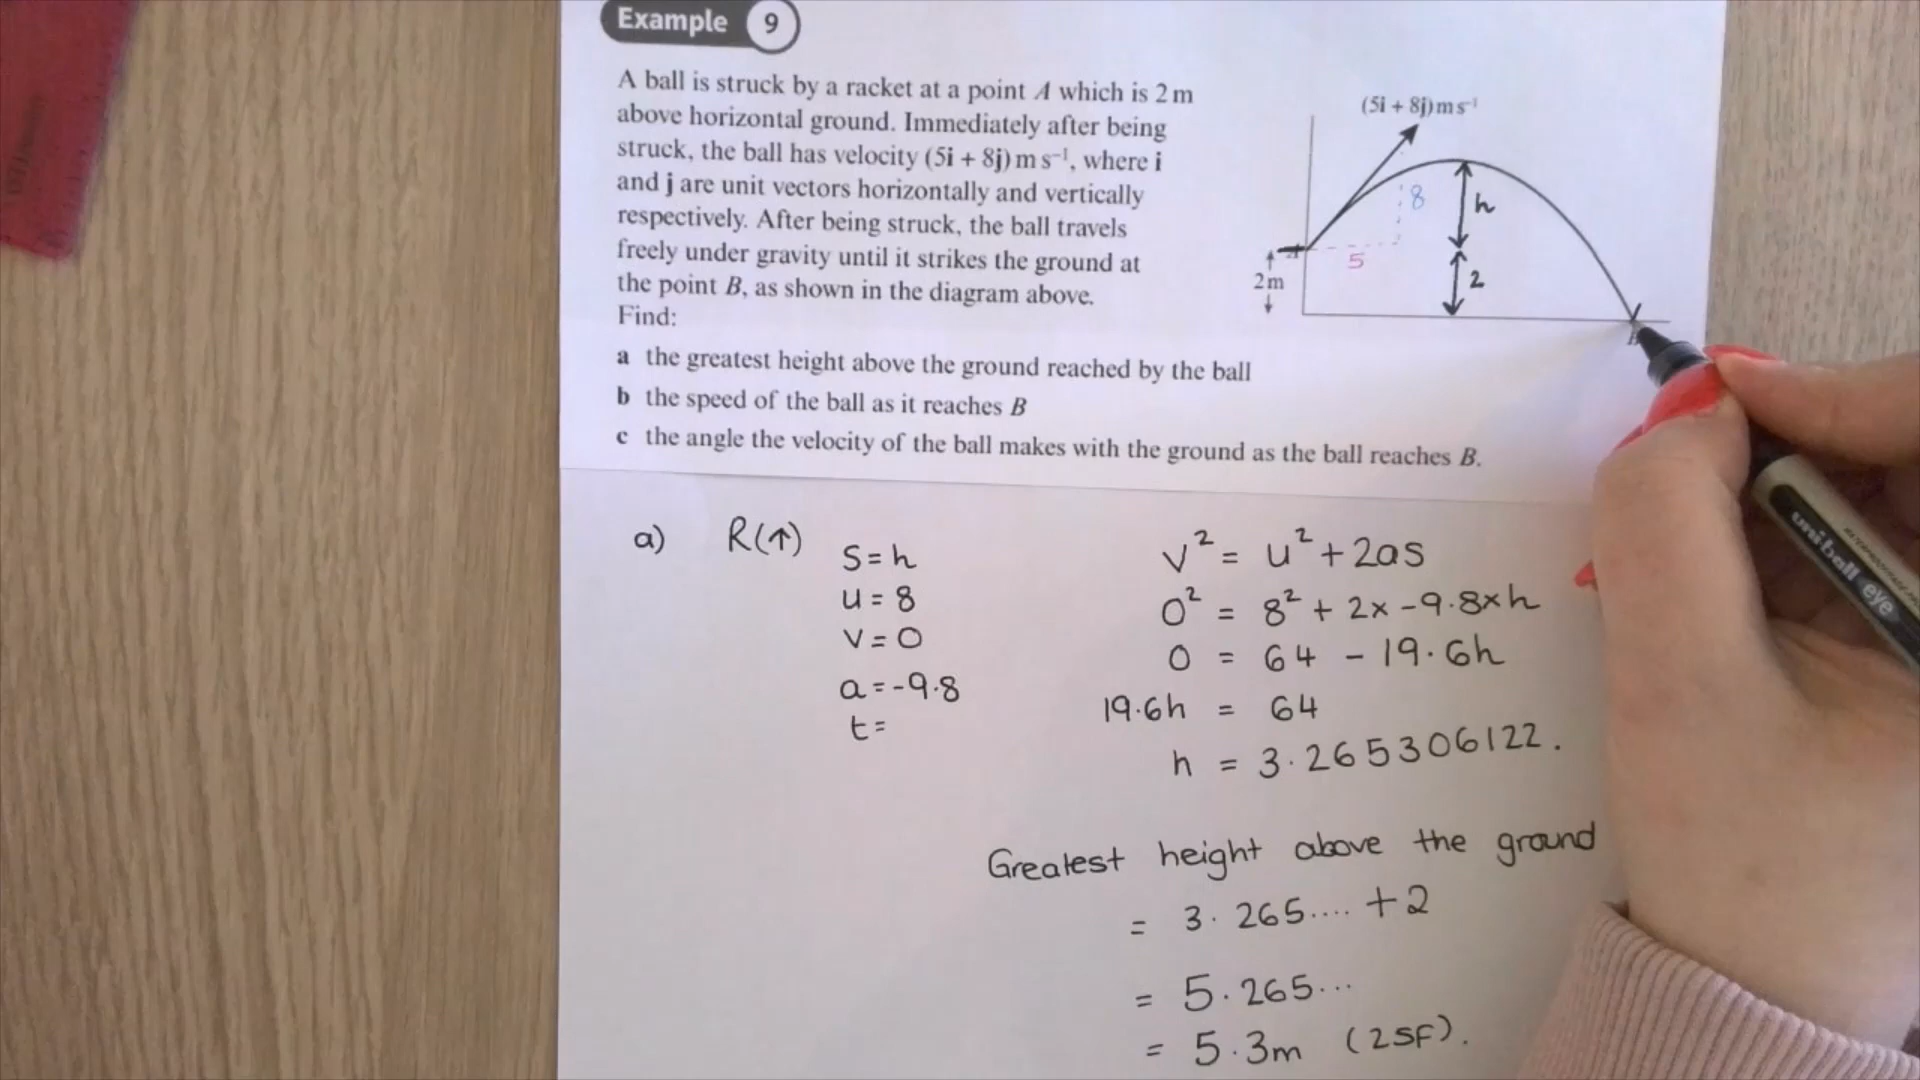 Example 9
A ball is struck by a racket at a point A which is 2 m
above horizontal ground. Immediately after being
struck, the ball has velocity (5i + 8j) m s⁻¹, where i
and j are unit vectors horizontally and vertically
respectively. After being struck, the ball travels
freely under gravity until it strikes the ground at
the point B, as shown in the diagram above.
Find:
a the greatest height above the ground reached by the ball
b the speed of the ball as it reaches B
c the angle the velocity of the ball makes with the ground as the ball reaches B.
(5i + 8j) m s⁻¹
8
h
5
2 m
2
a) R(↑)
S = h
u = 8
v = 0
a = -9.8
t =
v² = u² + 2as
0² = 8² + 2x -9.8xh
0 = 64 - 19.6h
19.6h = 64
h = 3.265306122.
Greatest height above the ground
= 3.265.... +2
= 5.265...
= 5.3m (2SF).
uniball eye